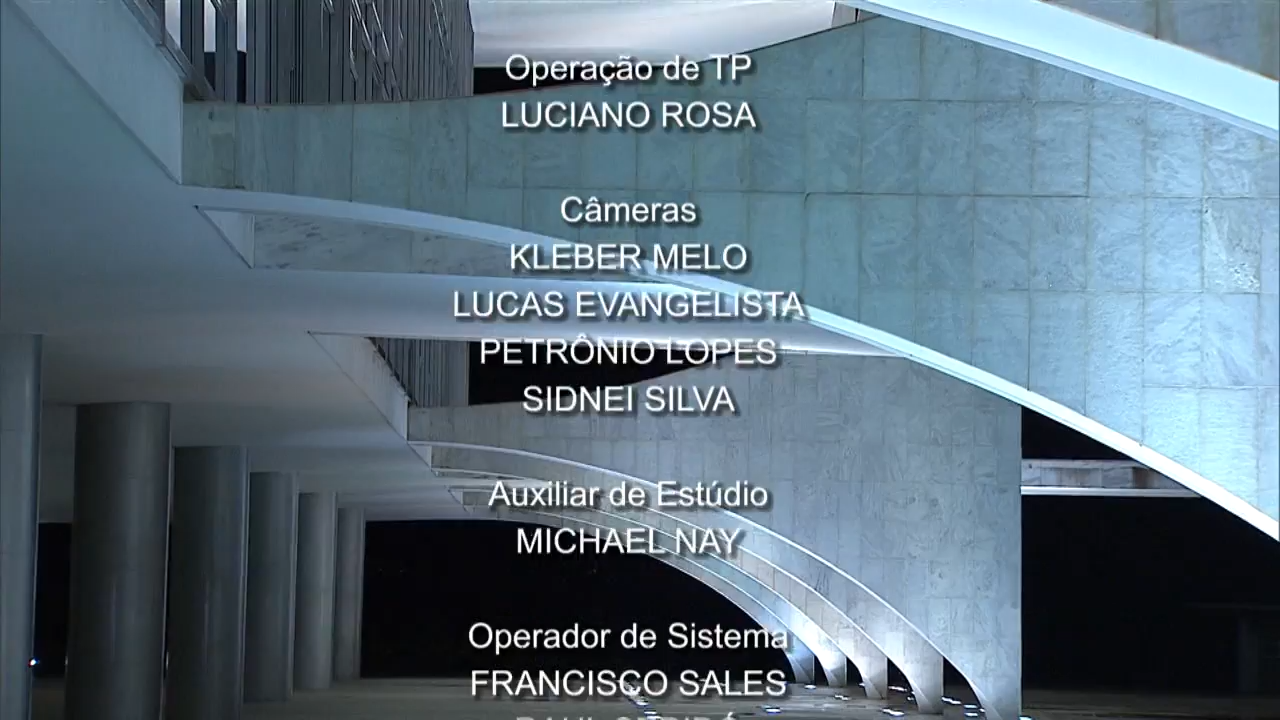 Operação de TP
LUCIANO ROSA
Câmeras
KLEBER MELO
LUCAS EVANGELISTA
PETRÔNIO LOPES
SIDNEI SILVA
Auxiliar de Estúdio
MICHAEL NAY
Operador de Sistema
FRANCISCO SALES